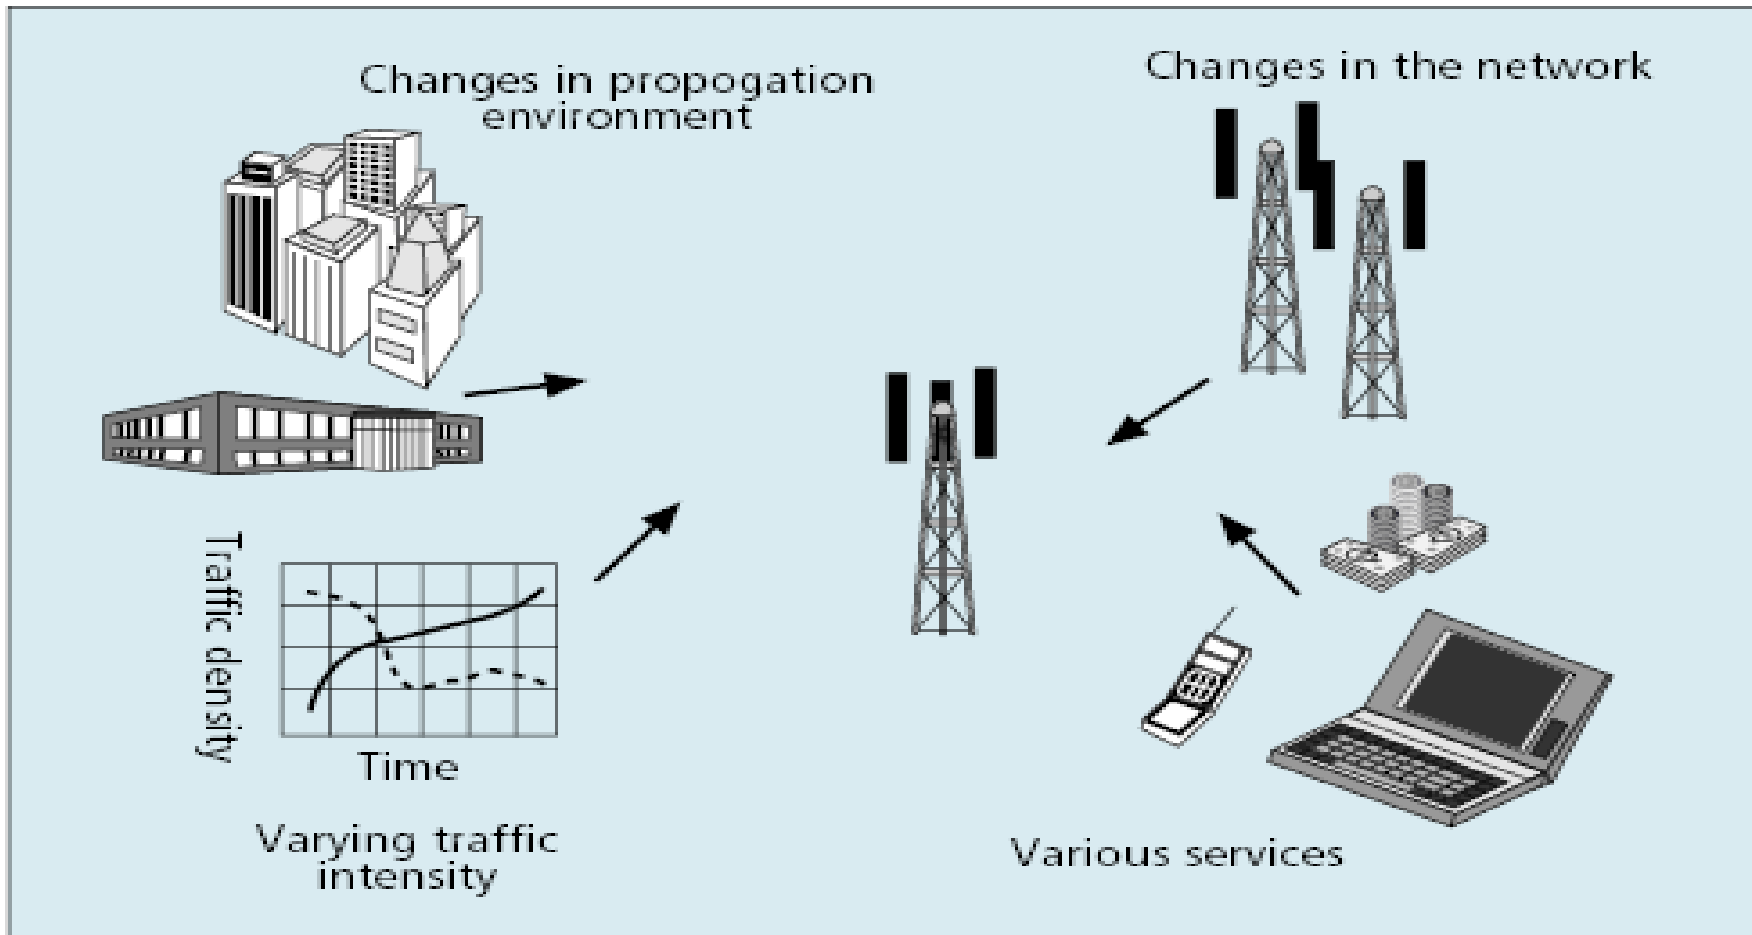 Changes in propogation
environment
Changes in the network
Traffic density
Time
Varying traffic
intensity
Various services